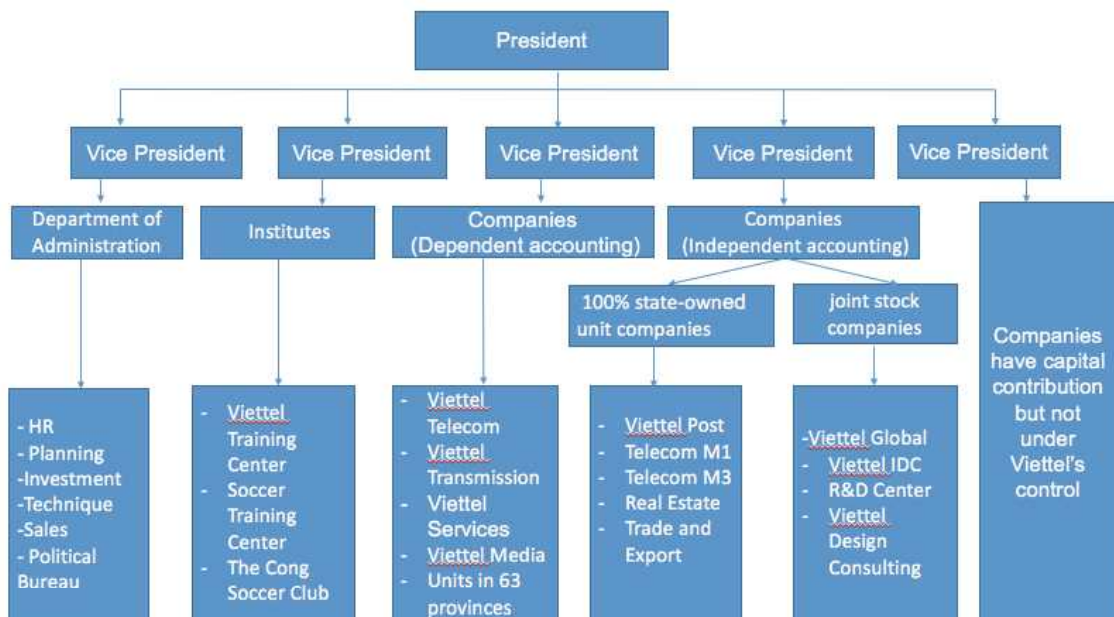 President
Vice President
Vice President
Vice President
Vice President
Vice President
Department of
Administration
Institutes
Companies
(Dependent accounting)
Companies
(Independent accounting)
100% state-owned
unit companies
joint stock
companies
Companies
have capital
contribution
but not
under
Viettel's
control
- HR
- Planning
-Investment
-Technique
-Sales
- Political
Bureau
- Viettel
Training
Center
- Soccer
Training
Center
- The Cong
Soccer Club
- Viettel
Telecom
- Viettel
Transmission
- Viettel
Services
- Viettel Media
- Units in 63
provinces
- Viettel Post
- Telecom M1
- Telecom M3
- Real Estate
- Trade and
Export
-Viettel Global
- Viettel IDC
- R&D Center
- Viettel
Design
Consulting